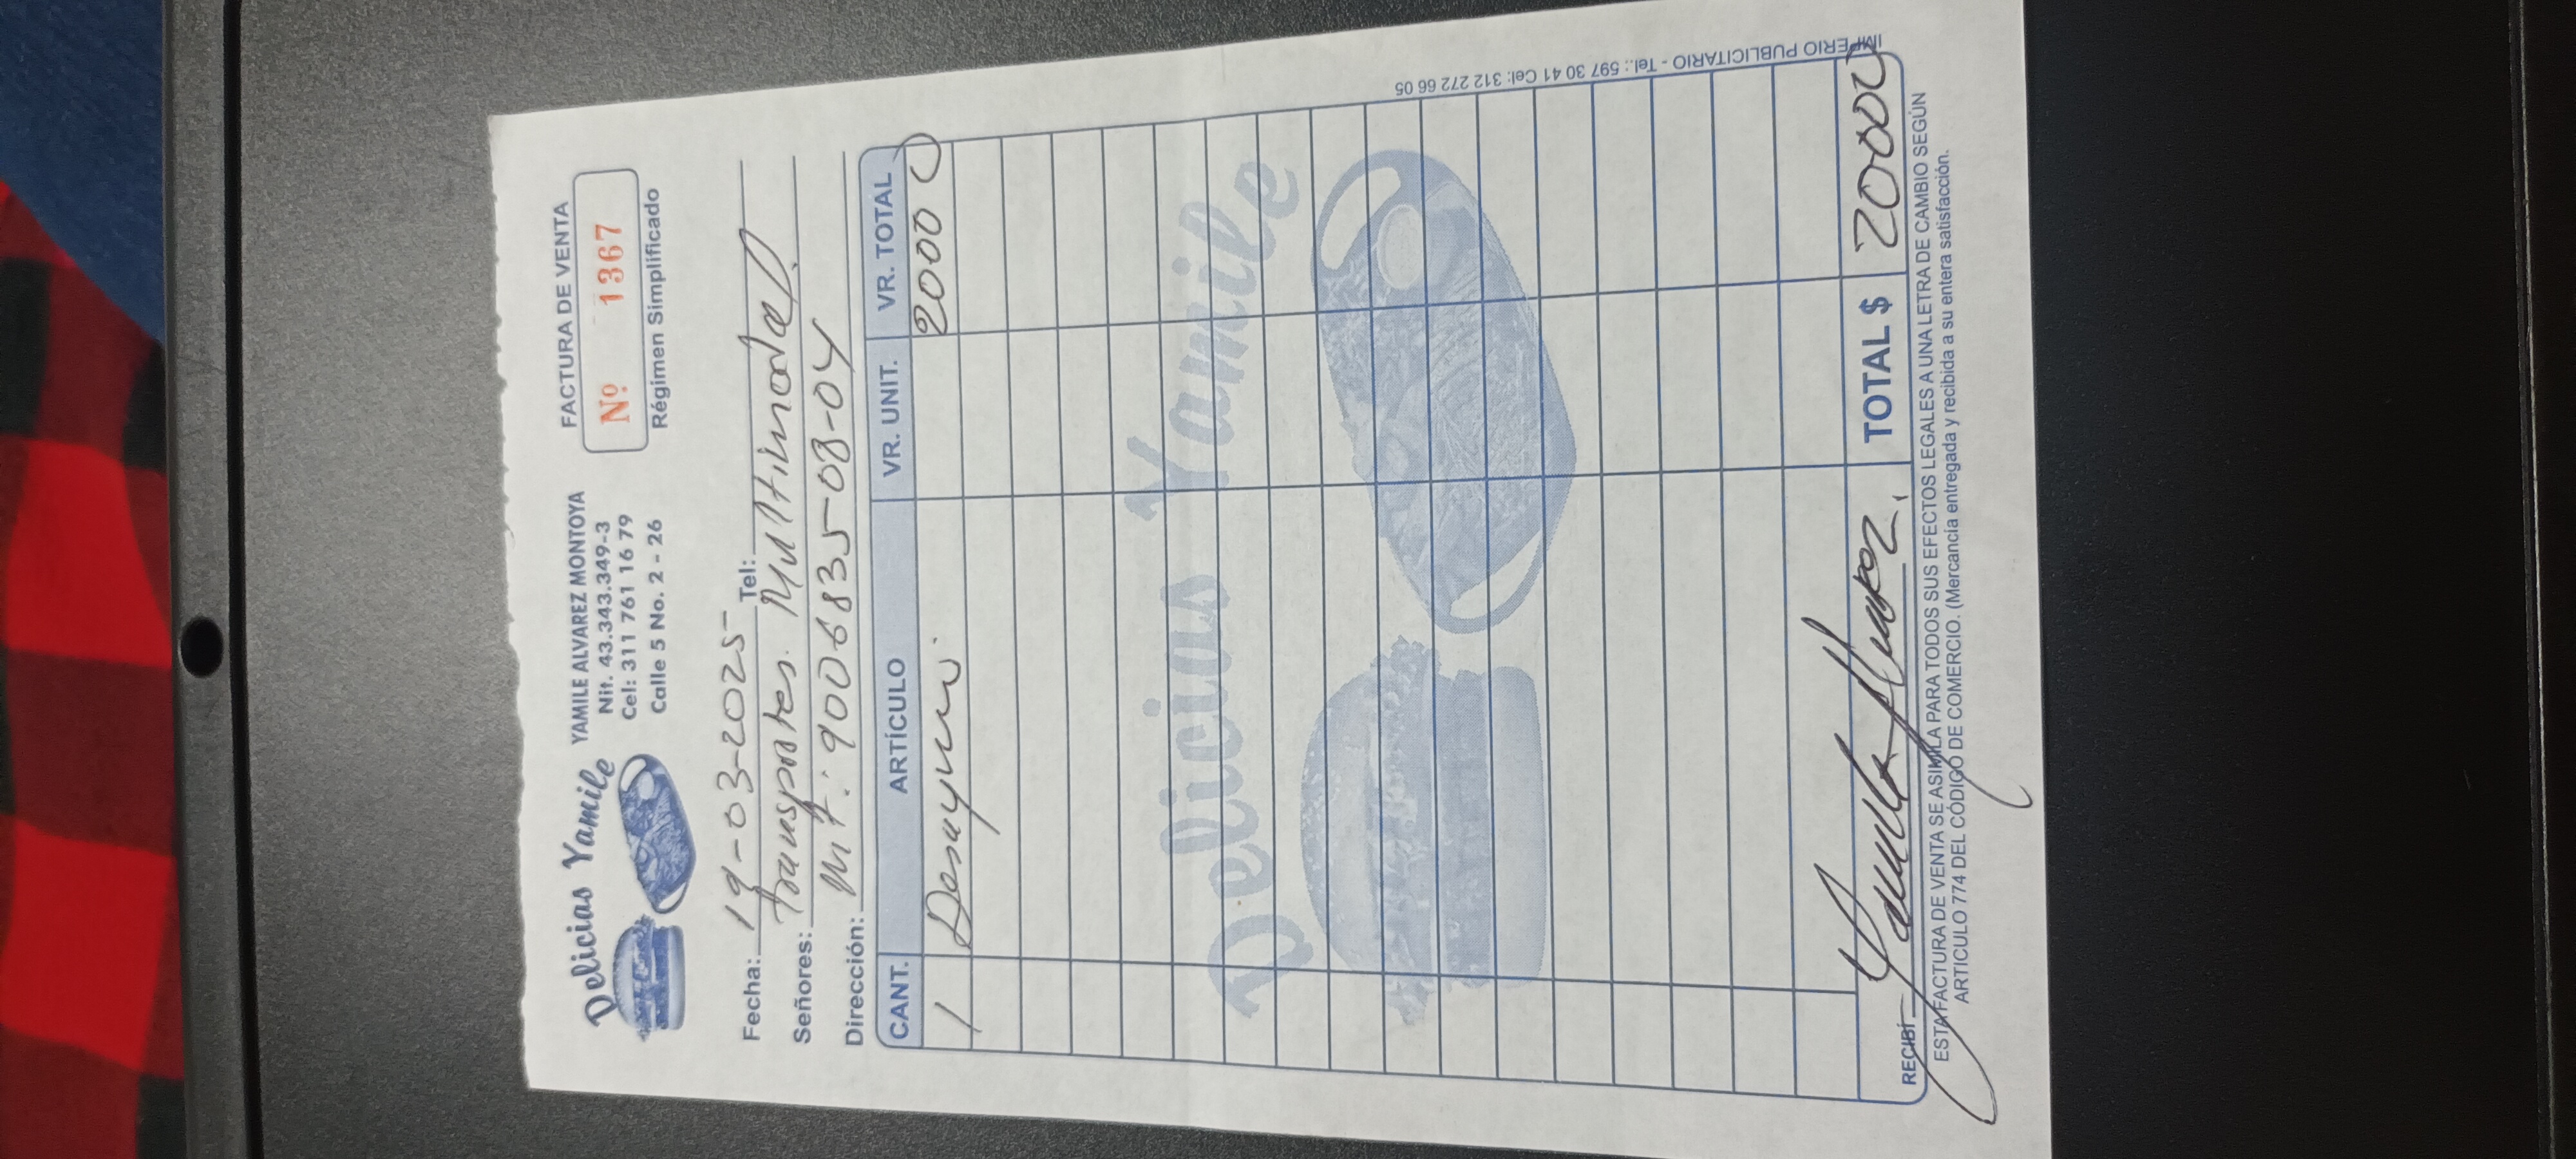 Delicias Yamile
YAMILE ALVAREZ MONTOYA
Nit. 43.343.349-3
Cel: 311 761 16 79
Calle 5 No. 2 - 26
FACTURA DE VENTA
Nº 1367
Régimen Simplificado
Fecha: 19-03-2025 Tel:
Señores: Transportes. Multimodal
Dirección: Nit: 9006835-08-04
CANT. ARTÍCULO VR. UNIT. VR. TOTAL
1 Desayuno 20000
Delicias Yamile
RECIBÍ TOTAL $ 20000
ESTA FACTURA DE VENTA SE ASIMILA PARA TODOS SUS EFECTOS LEGALES A UNA LETRA DE CAMBIO SEGÚN
ARTICULO 774 DEL CÓDIGO DE COMERCIO. (Mercancía entregada y recibida a su entera satisfacción.
IMPERIO PUBLICITARIO - Tel.: 597 30 41 Cel: 312 272 66 05